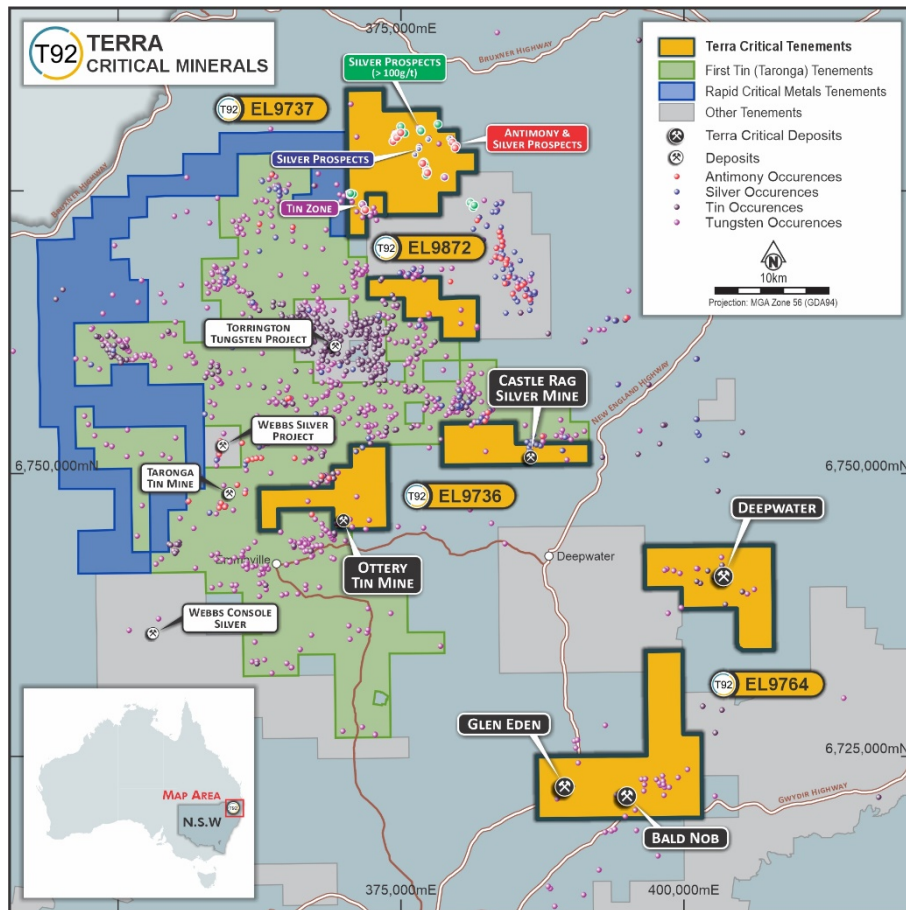 T92 TERRA
CRITICAL MINERALS
375,000mE
BRUXNER HIGHWAY
SILVER PROSPECTS
(> 100g/t)
T92 EL9737
ANTIMONY &
SILVER PROSPECTS
SILVER PROSPECTS
TIN ZONE
BRUXNER HIGHWAY
T92 EL9872
Terra Critical Tenements
First Tin (Taronga) Tenements
Rapid Critical Metals Tenements
Other Tenements
Terra Critical Deposits
Deposits
Antimony Occurences
Silver Occurences
Tin Occurences
Tungsten Occurences
N
10km
Projection: MGA Zone 56 (GDA94)
TORRINGTON
TUNGSTEN PROJECT
CASTLE RAG
SILVER MINE
NEW ENGLAND HIGHWAY
WEBBS SILVER
PROJECT
6,750,000mN
6,750,000mN
TARONGA
TIN MINE
T92 EL9736
DEEPWATER
Deepwater
OTTERY
TIN MINE
WEBBS CONSOLE
SILVER
T92 EL9764
GLEN EDEN
6,725,000mN
GWYDIR HIGHWAY
BALD NOB
MAP AREA
T92
N.S.W
375,000mE
400,000mE